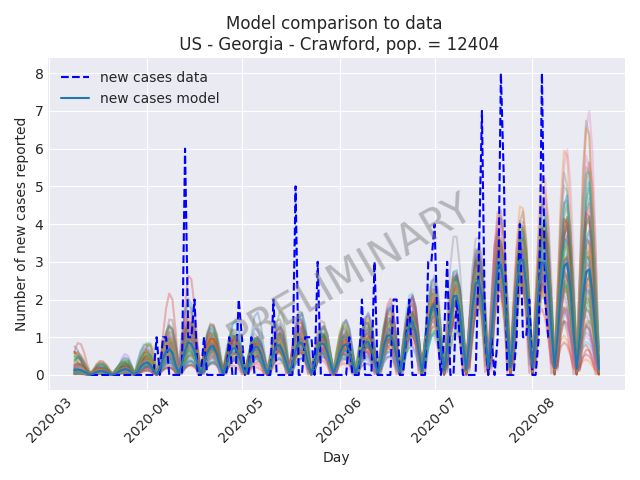 Model comparison to data
US - Georgia - Crawford, pop. = 12404
new cases data
new cases model
Number of new cases reported
8
7
6
5
4
3
2
1
0
PRELIMINARY
2020-03
2020-04
2020-05
2020-06
2020-07
2020-08
Day